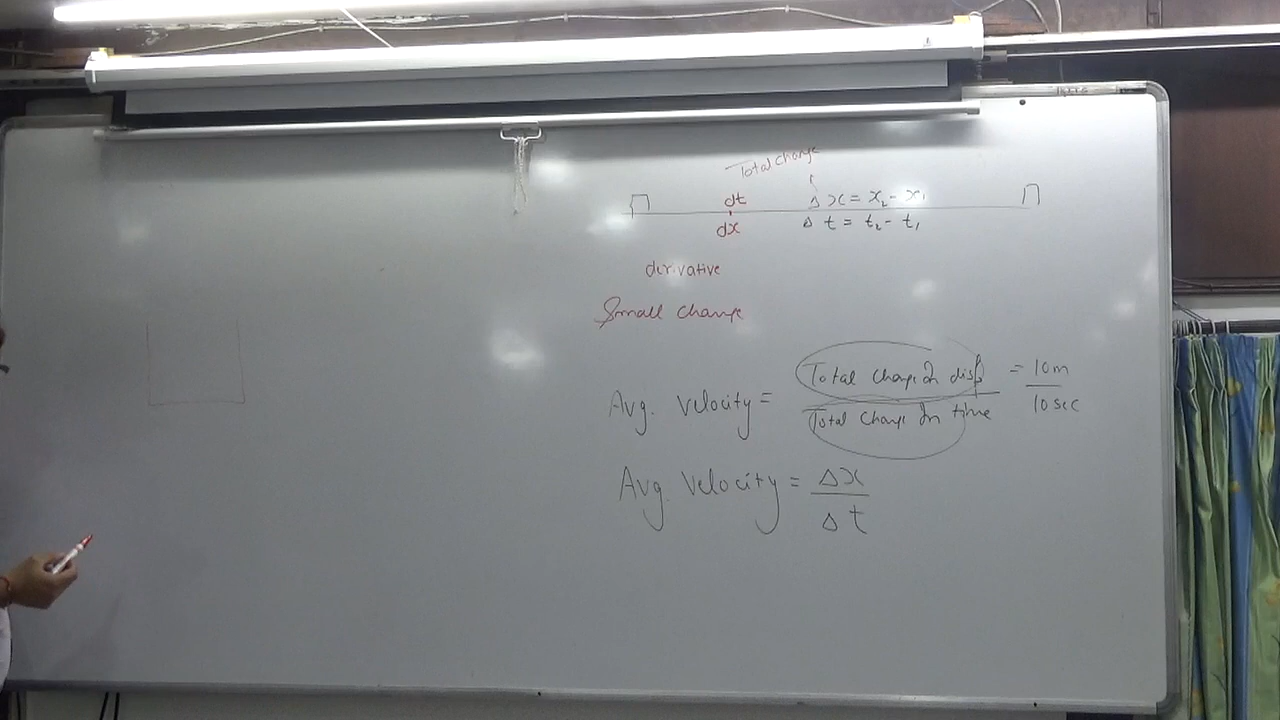 Total change
dt
Δx = x₂ - x₁
dx
Δt = t₂ - t₁
derivative
Small change
Avg. Velocity = Total change In disp / Total change In time = 10m / 10sec
Avg. Velocity = Δx / Δt